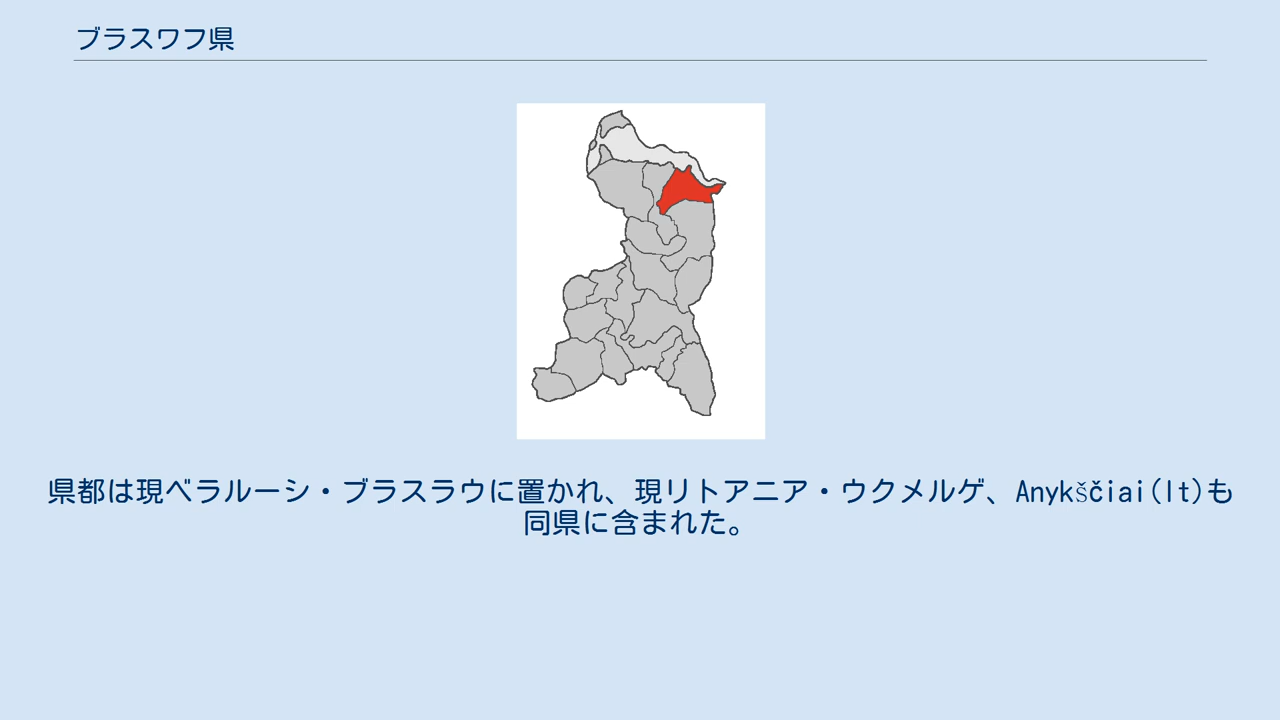 ブラスワフ県
県都は現ベラルーシ・ブラスラウに置かれ、現リトアニア・ウクメルゲ、Anykščiai(lt)も
同県に含まれた。